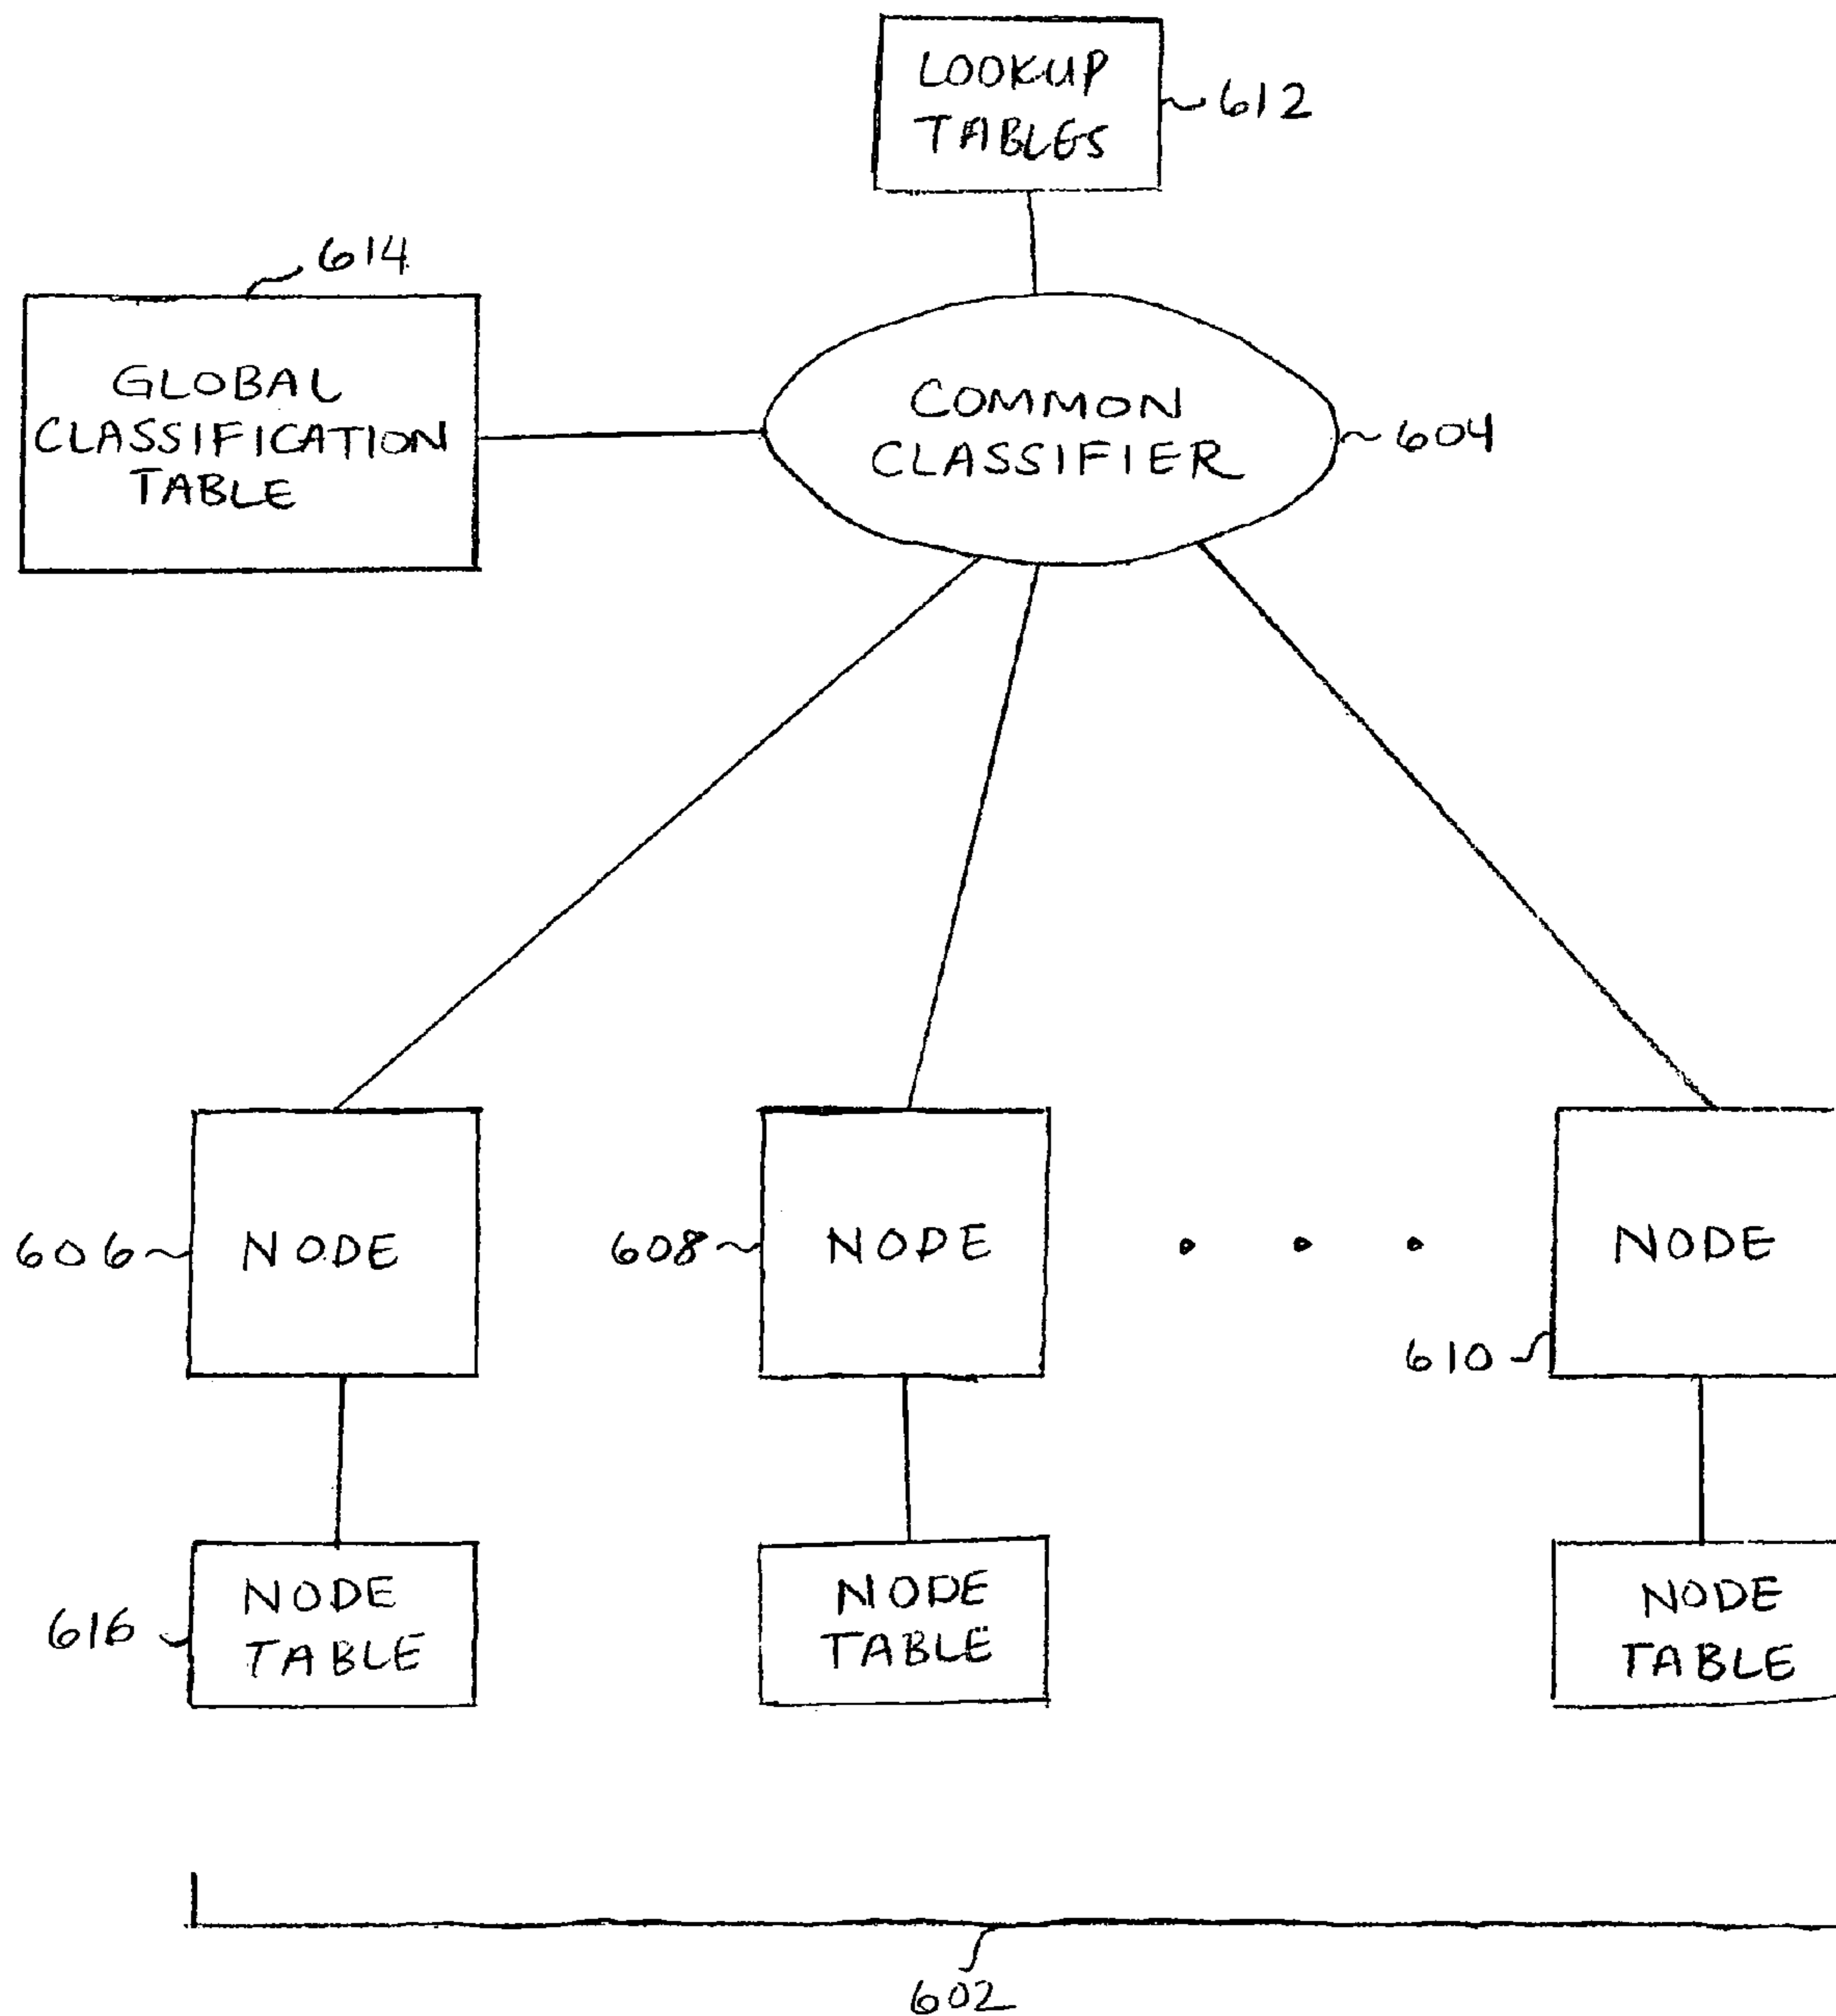 LOOKUP
TABLES
612
614
GLOBAL
CLASSIFICATION
TABLE
COMMON
CLASSIFIER
604
606
NODE
608
NODE
NODE
610
616
NODE
TABLE
NODE
TABLE
NODE
TABLE
602